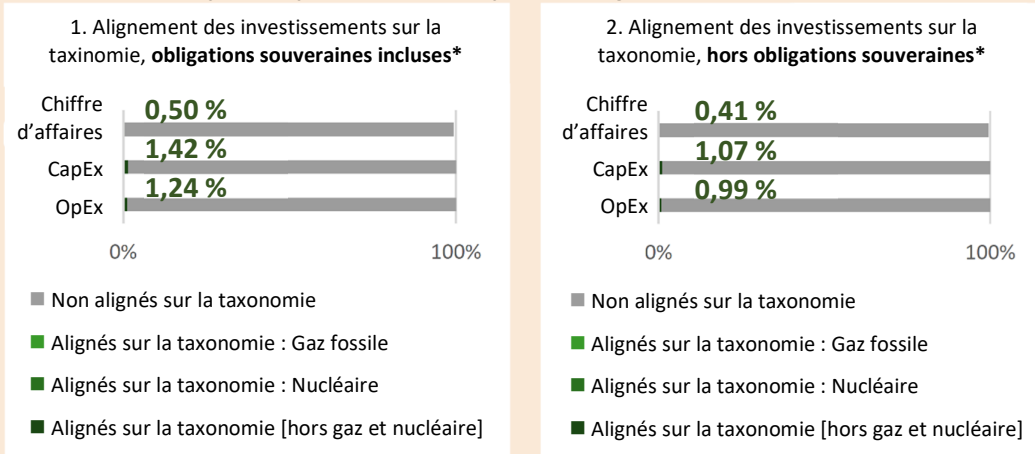 1. Alignement des investissements sur la
taxinomie, obligations souveraines incluses*
Chiffre
d'affaires
0,50 %
CapEx
1,42 %
OpEx
1,24 %
0%
100%
Non alignés sur la taxonomie
Alignés sur la taxonomie : Gaz fossile
Alignés sur la taxonomie : Nucléaire
Alignés sur la taxonomie [hors gaz et nucléaire]
2. Alignement des investissements sur la
taxonomie, hors obligations souveraines*
Chiffre
d'affaires
0,41 %
CapEx
1,07 %
OpEx
0,99 %
0%
100%
Non alignés sur la taxonomie
Alignés sur la taxonomie : Gaz fossile
Alignés sur la taxonomie : Nucléaire
Alignés sur la taxonomie [hors gaz et nucléaire]